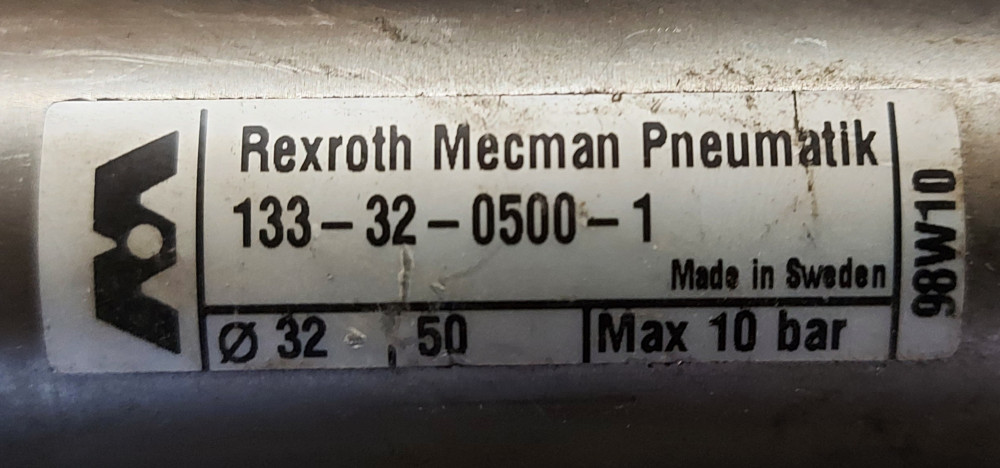 Rexroth Mecman Pneumatik
133-32-0500-1
Made in Sweden
Ø 32 50
Max 10 bar
98W10